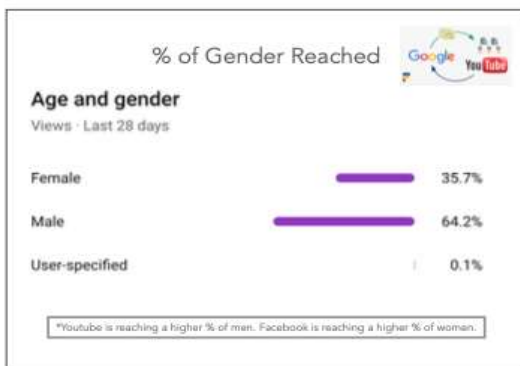 % of Gender Reached
Google
YouTube
Age and gender
Views · Last 28 days
Female 35.7%
Male 64.2%
User-specified 0.1%
*Youtube is reaching a higher % of men. Facebook is reaching a higher % of women.